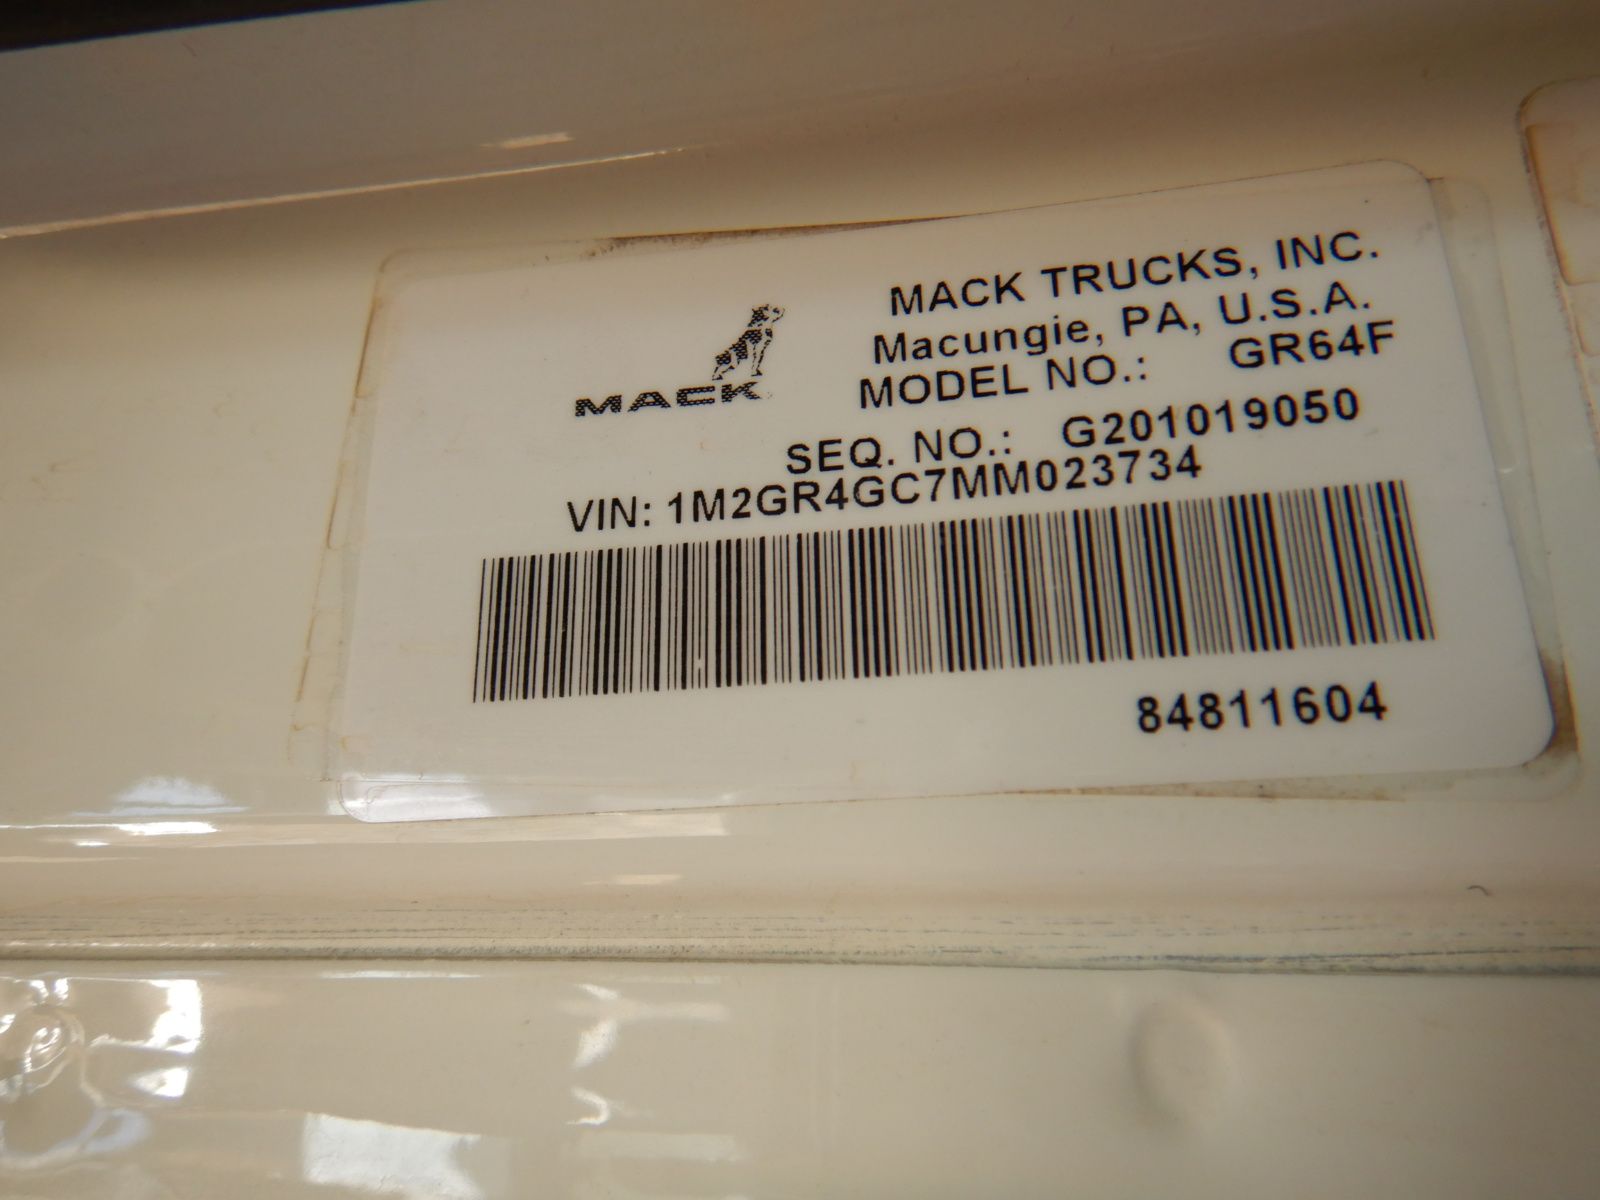 MACK TRUCKS, INC.
Macungie, PA, U.S.A.
MODEL NO.: GR64F
MACK
SEQ. NO.: G201019050
VIN: 1M2GR4GC7MM023734
84811604